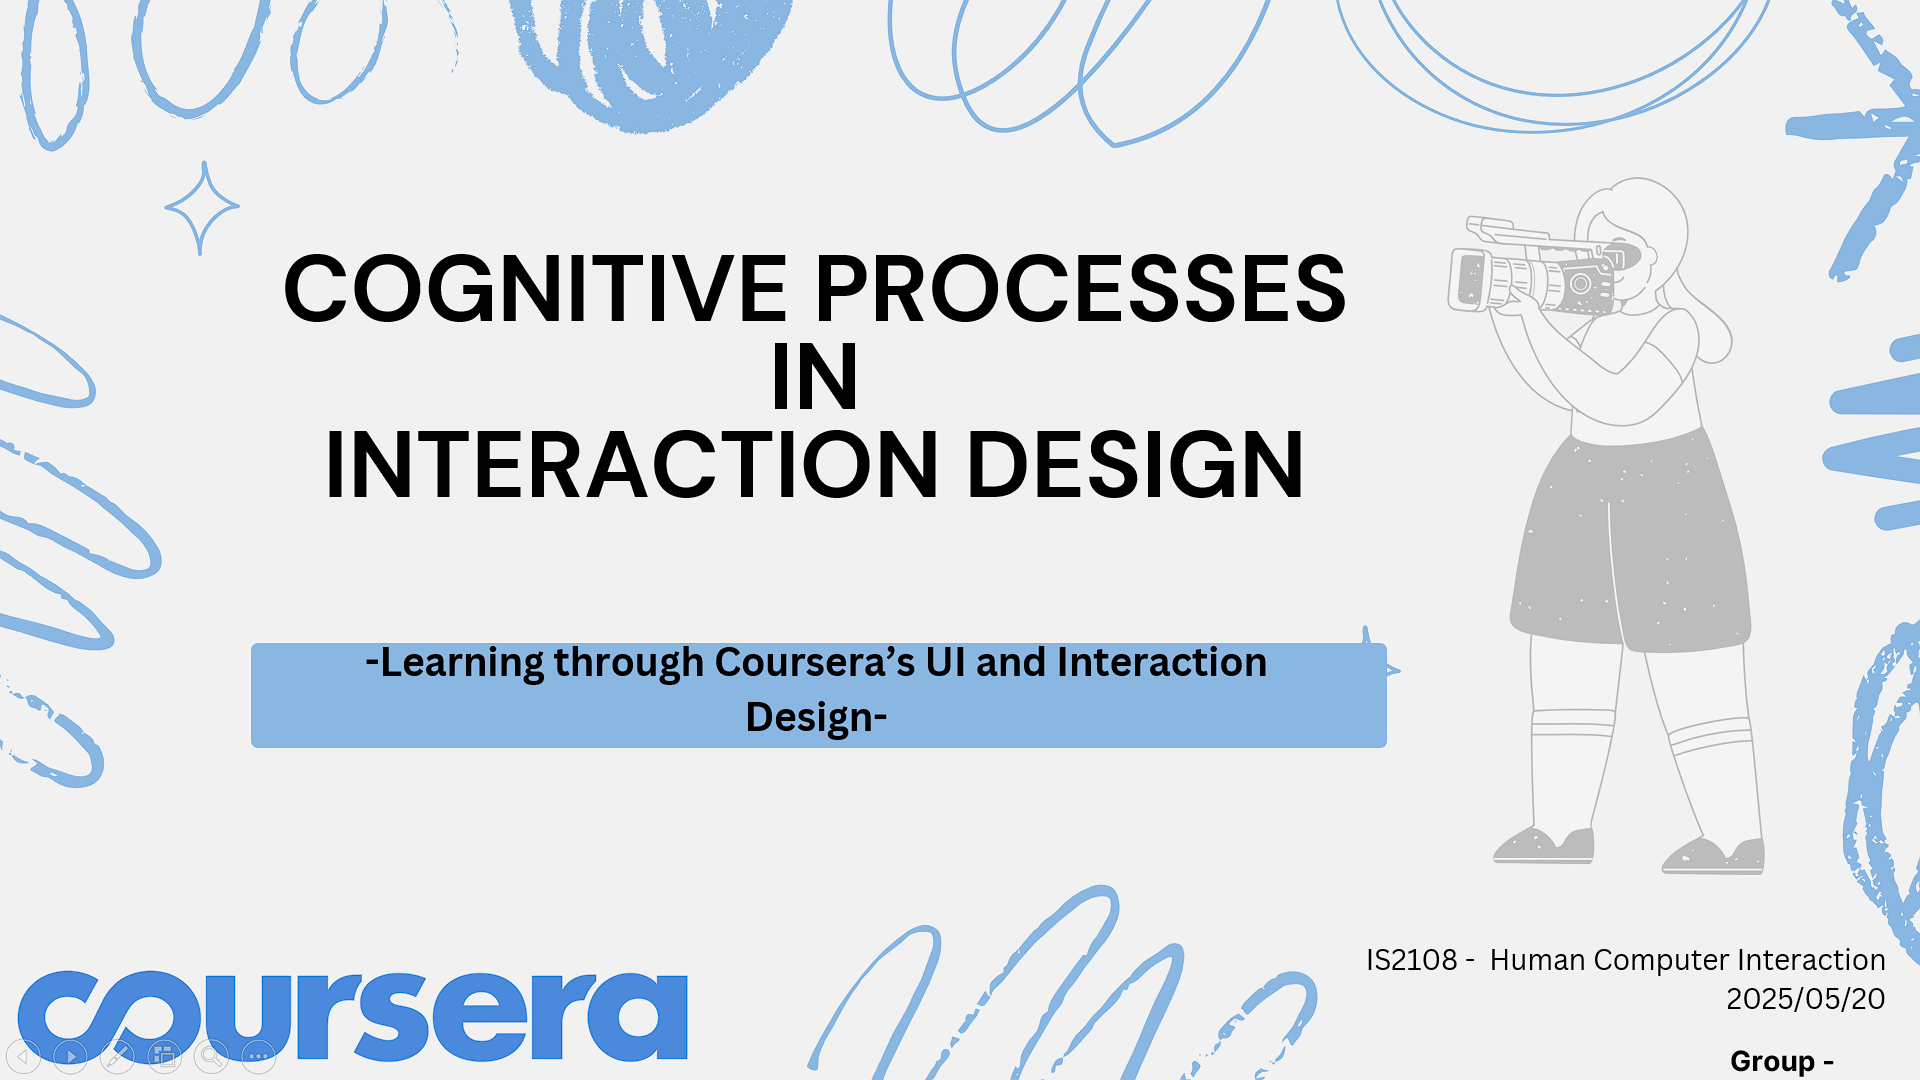 COGNITIVE PROCESSES
IN
INTERACTION DESIGN
-Learning through Coursera’s UI and Interaction
Design-
coursera
IS2108 - Human Computer Interaction
2025/05/20
Group -